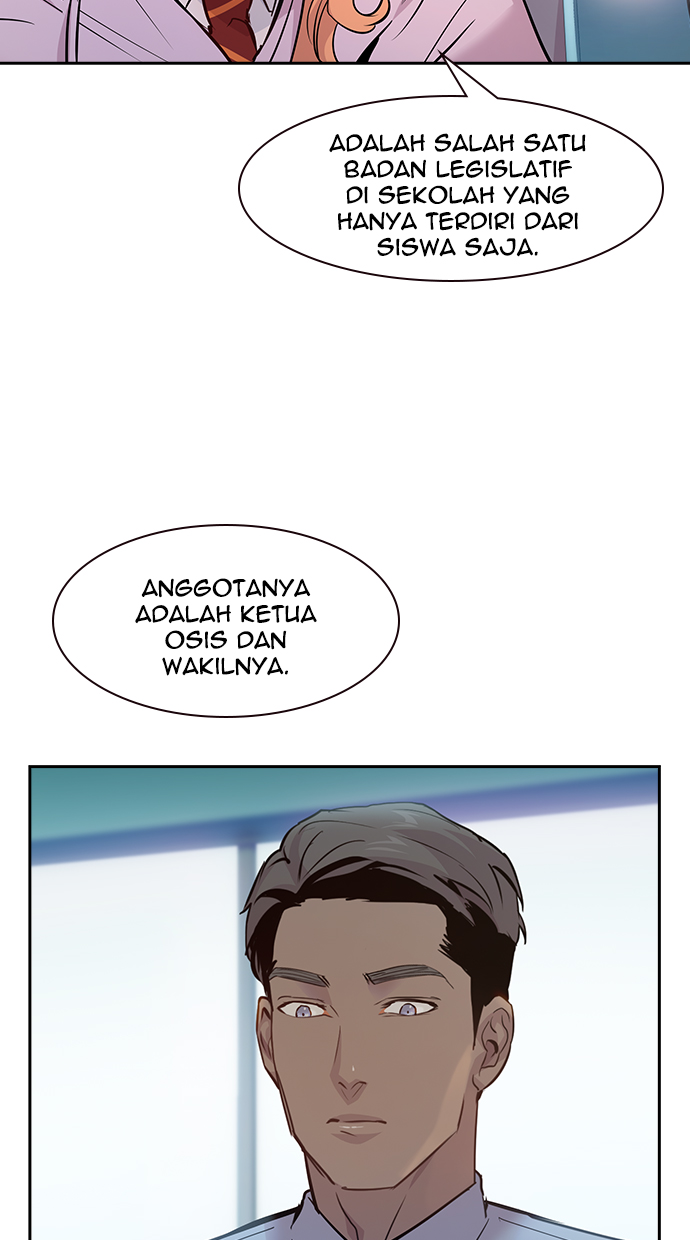 ADALAH SALAH SATU
BADAN LEGISLATIF
DI SEKOLAH YANG
HANYA TERDIRI DARI
SISWA SAJA.
ANGGOTANYA
ADALAH KETUA
OSIS DAN
WAKILNYA.